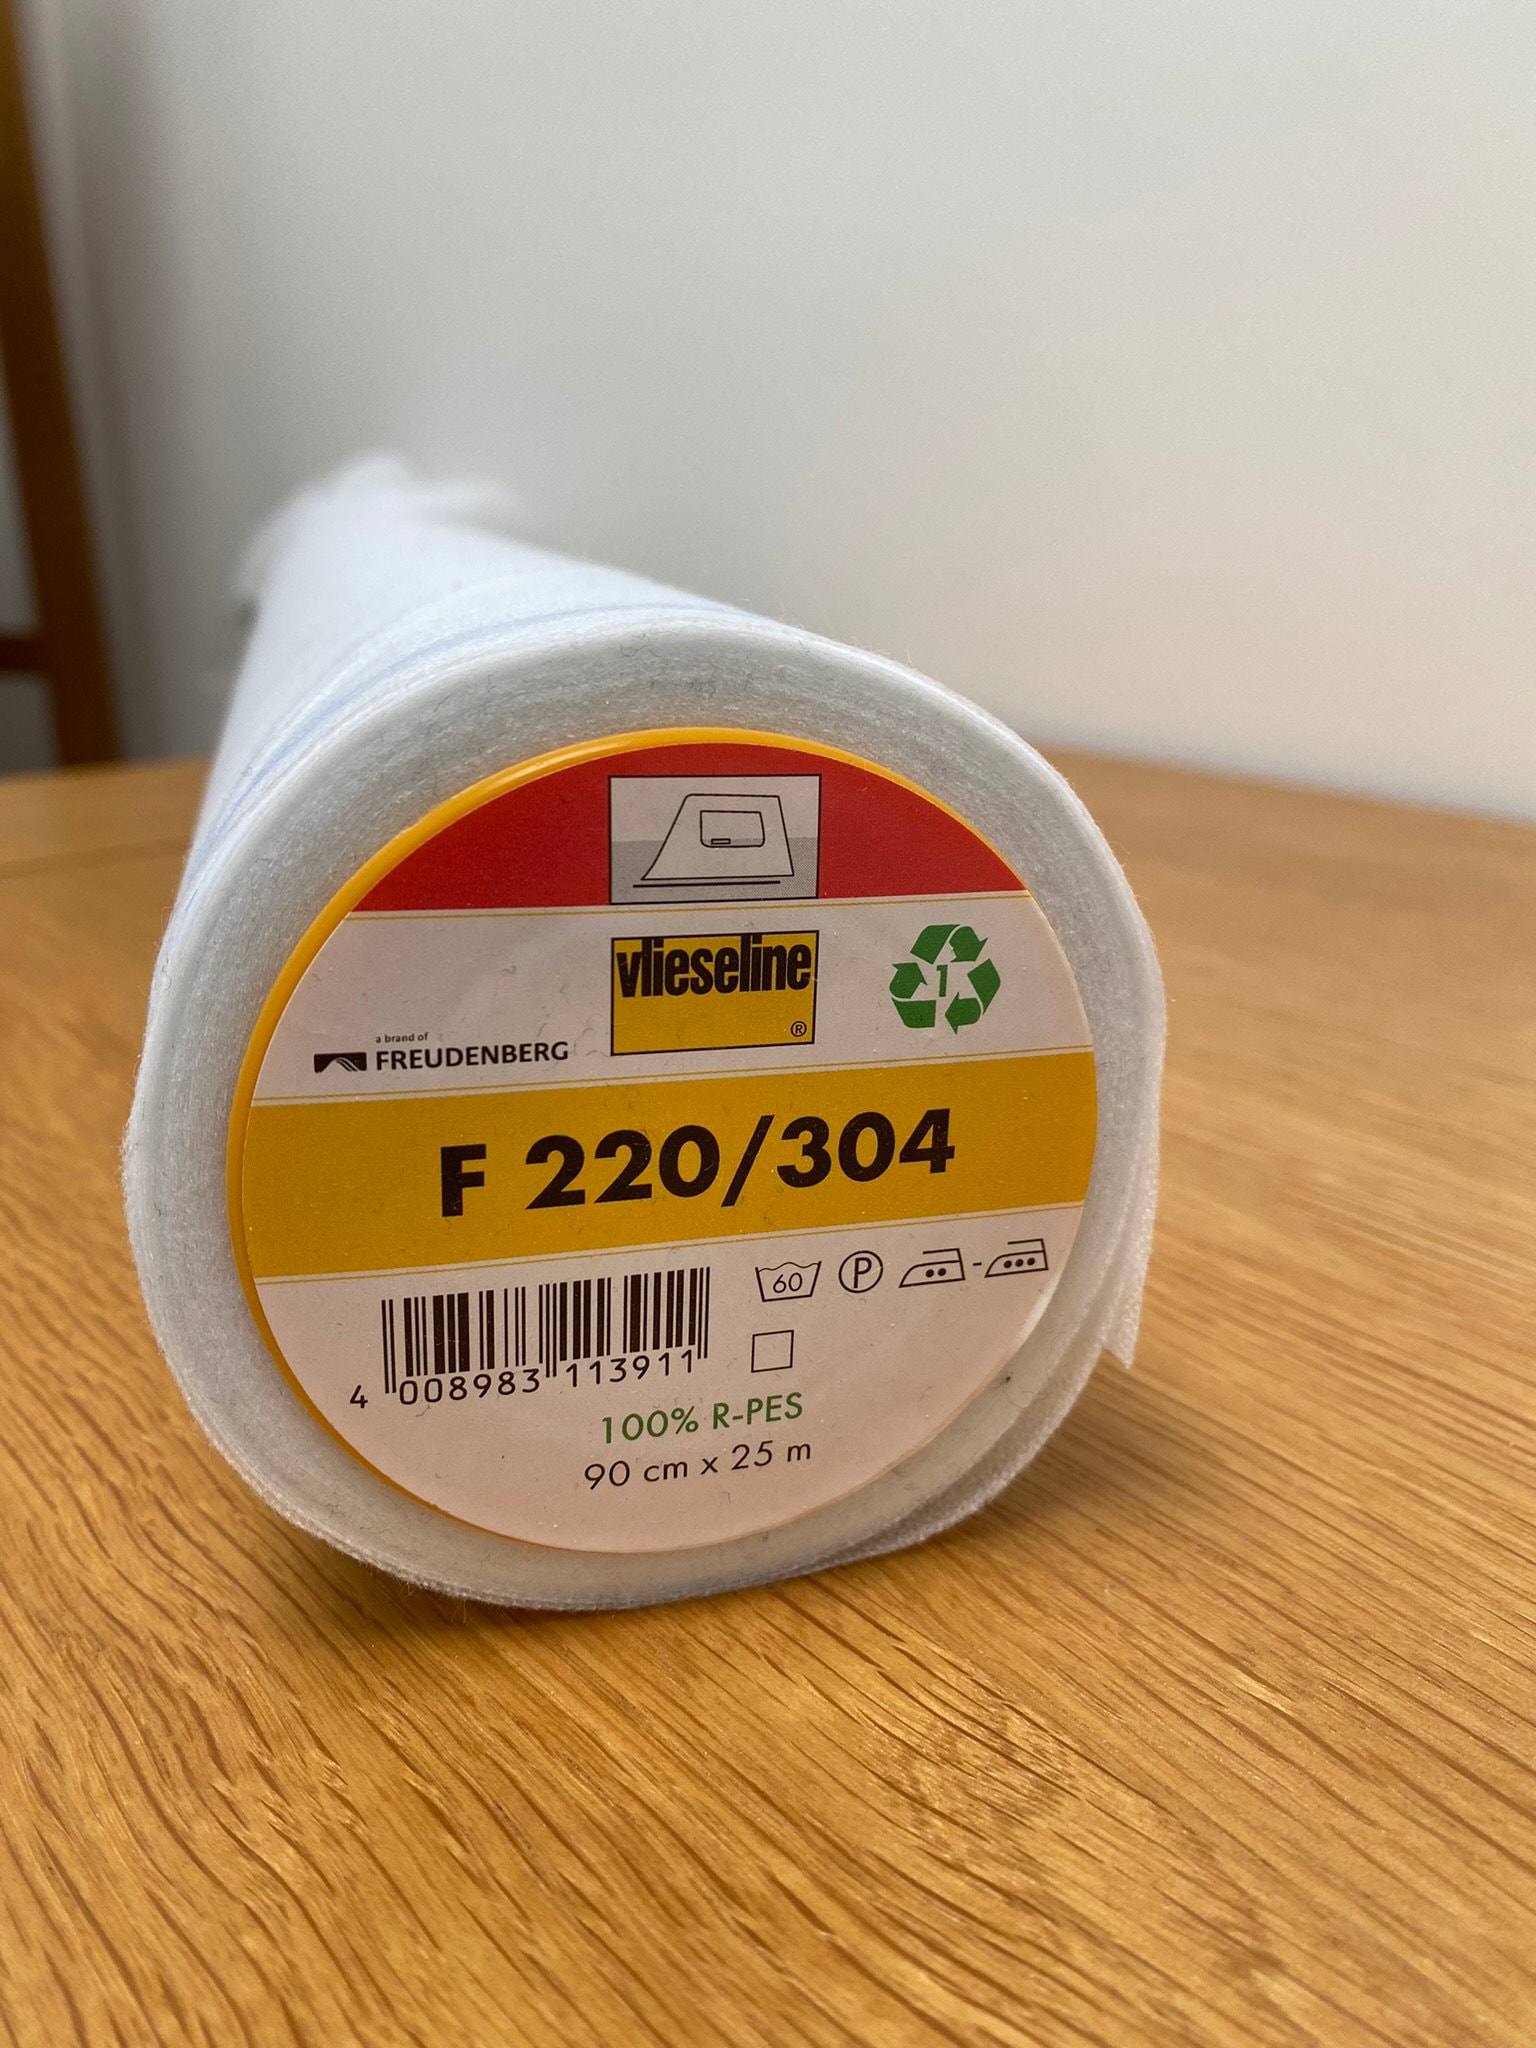 vlieseline
®
1
a brand of
FREUDENBERG
F 220/304
60 P
4 008983 113911
100% R-PES
90 cm x 25 m